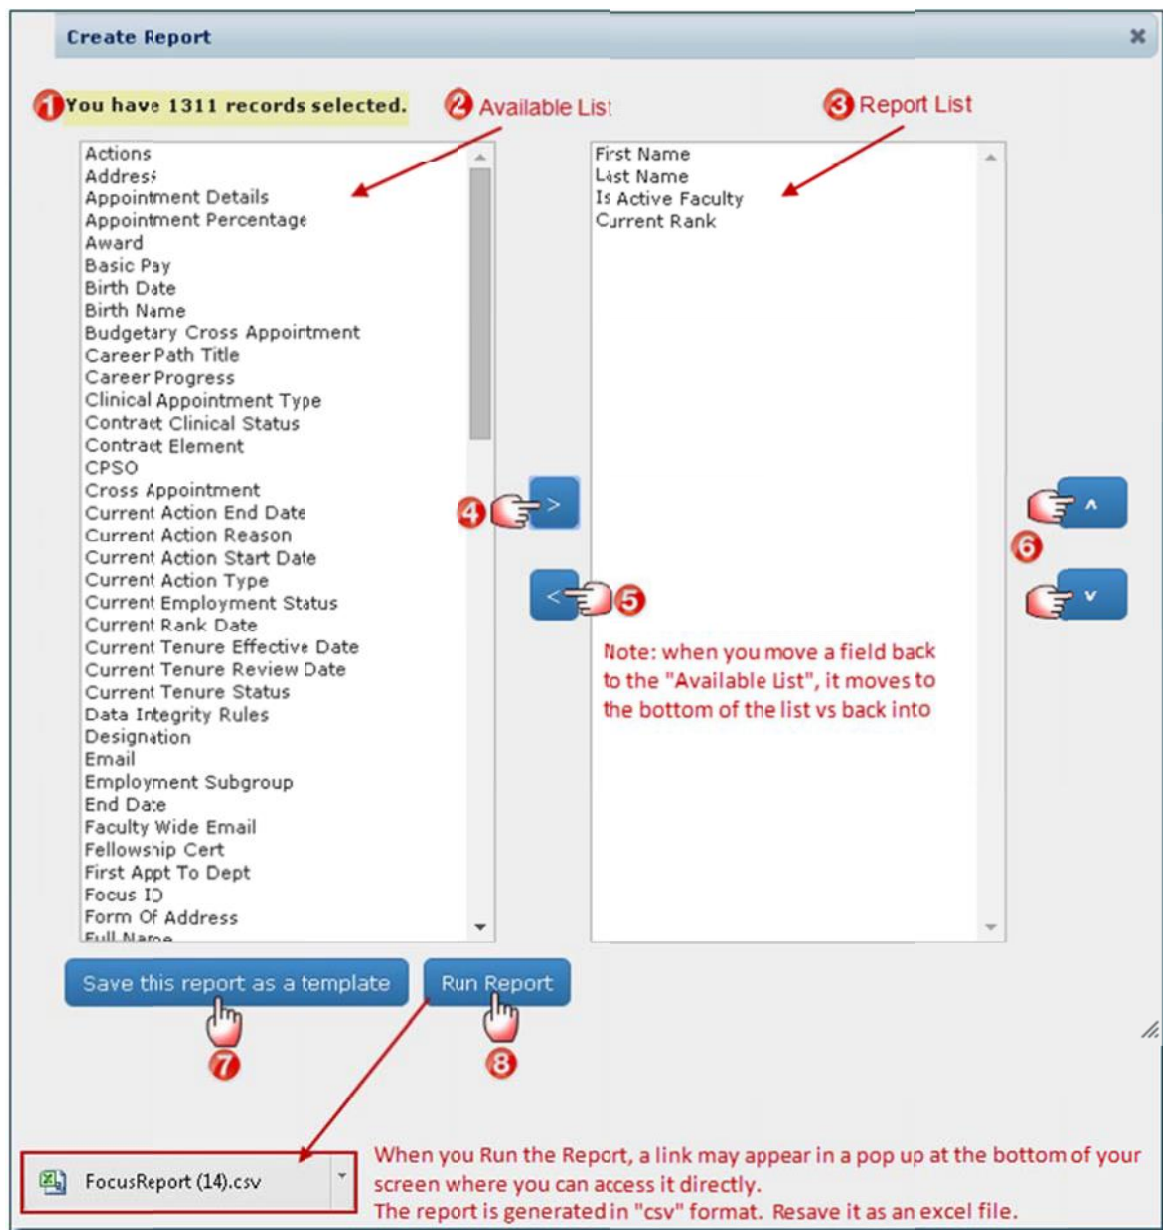 Create Report
1 You have 1311 records selected.
2 Available List
3 Report List
Actions
Address
Appointment Details
Appointment Percentage
Award
Basic Pay
Birth Date
Birth Name
Budgetary Cross Appointment
Career Path Title
Career Progress
Clinical Appointment Type
Contract Clinical Status
Contract Element
CPSO
Cross Appointment
Current Action End Date
Current Action Reason
Current Action Start Date
Current Action Type
Current Employment Status
Current Rank Date
Current Tenure Effective Date
Current Tenure Review Date
Current Tenure Status
Data Integrity Rules
Designation
Email
Employment Subgroup
End Date
Faculty Wide Email
Fellowship Cert
First Appt To Dept
Focus ID
Form Of Address
Full Name
First Name
Last Name
Is Active Faculty
Current Rank
4 >
< 5
^
6
v
Note: when you move a field back
to the "Available List", it moves to
the bottom of the list vs back into
Save this report as a template
Run Report
7
8
FocusReport (14).csv
When you Run the Report, a link may appear in a pop up at the bottom of your
screen where you can access it directly.
The report is generated in "csv" format. Resave it as an excel file.